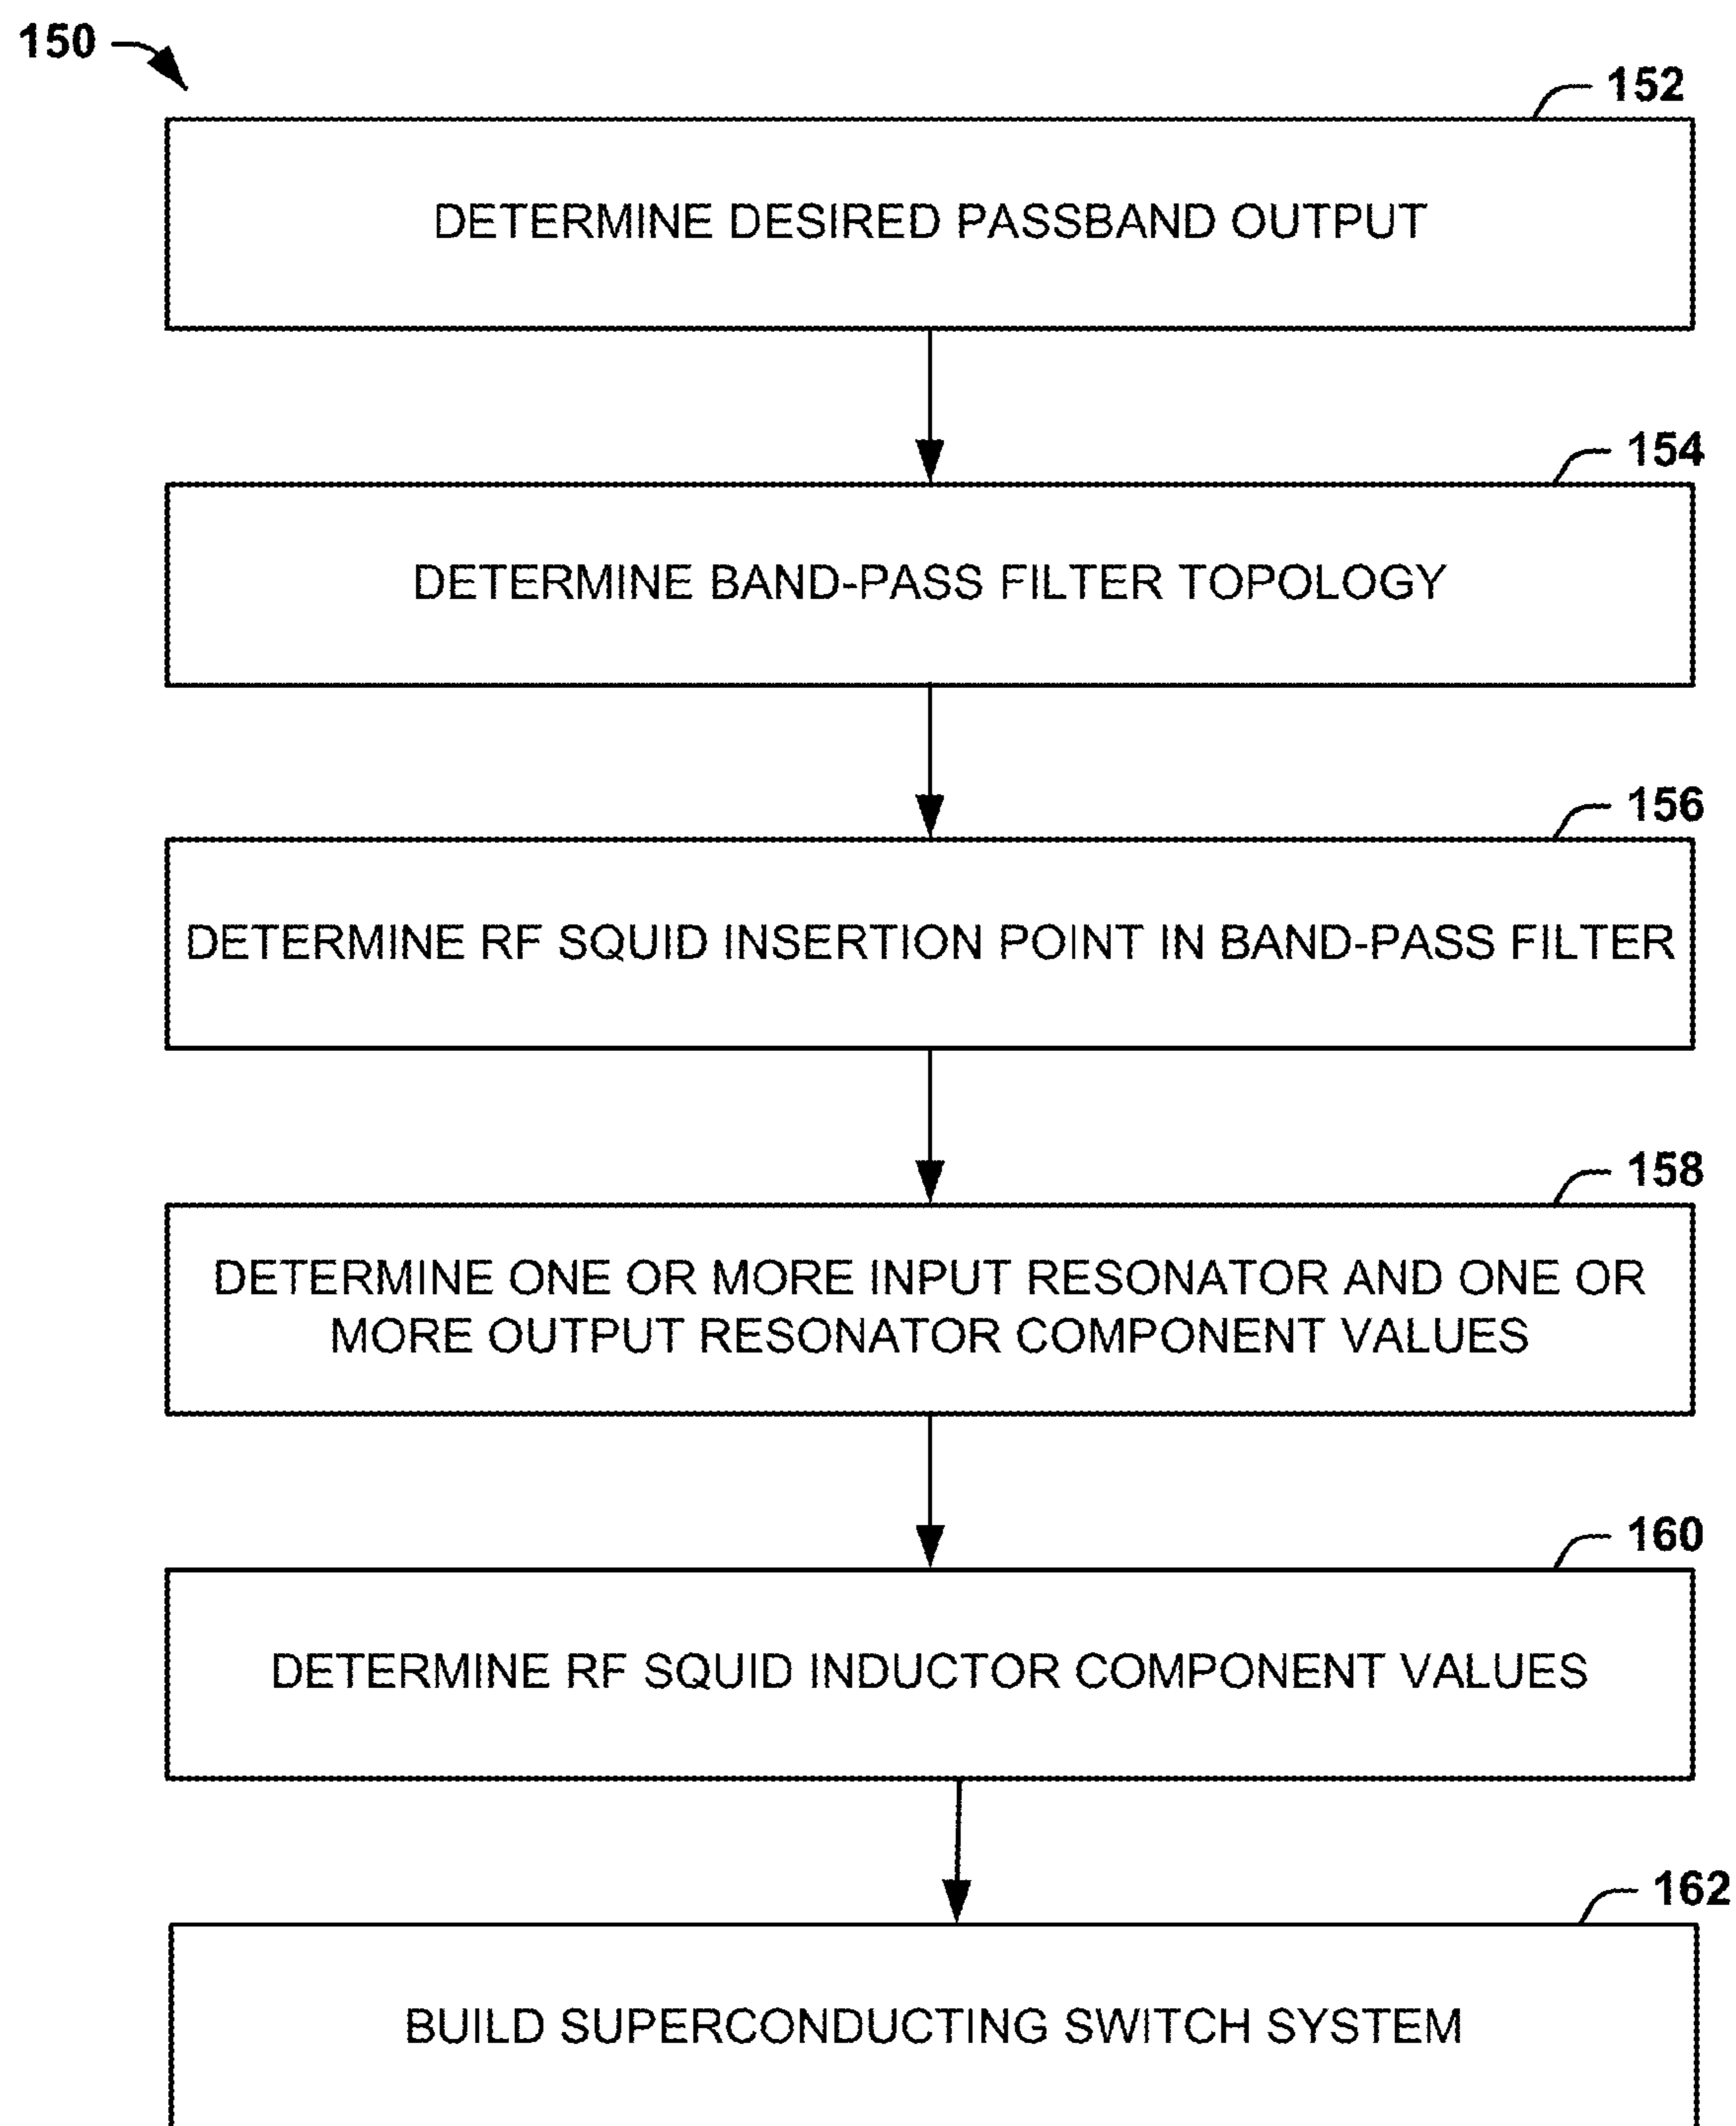 150
152
DETERMINE DESIRED PASSBAND OUTPUT
154
DETERMINE BAND-PASS FILTER TOPOLOGY
156
DETERMINE RF SQUID INSERTION POINT IN BAND-PASS FILTER
158
DETERMINE ONE OR MORE INPUT RESONATOR AND ONE OR
MORE OUTPUT RESONATOR COMPONENT VALUES
160
DETERMINE RF SQUID INDUCTOR COMPONENT VALUES
162
BUILD SUPERCONDUCTING SWITCH SYSTEM